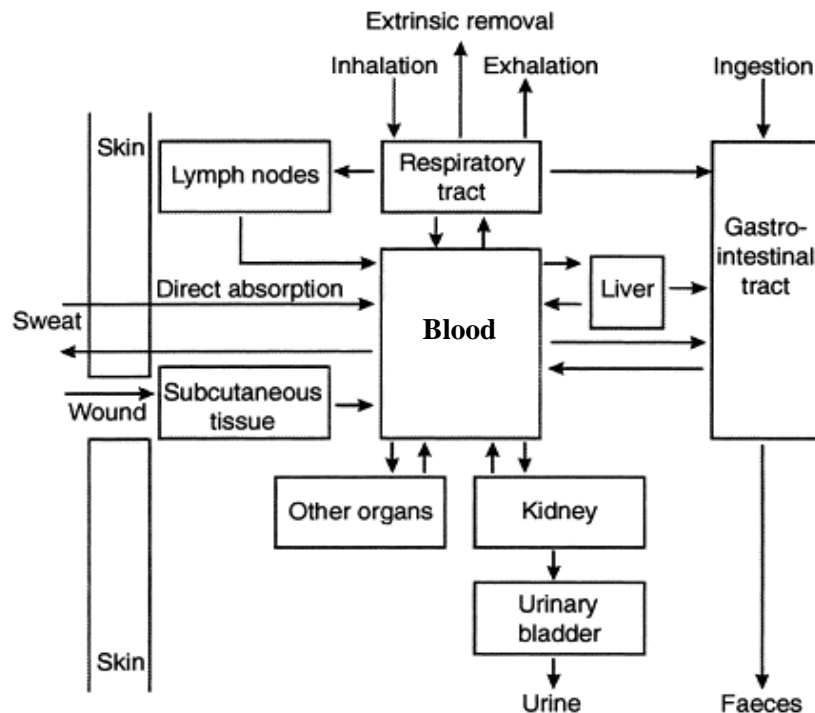 Extrinsic removal
Inhalation
Exhalation
Ingestion
Skin
Lymph nodes
Respiratory
tract
Gastro-
intestinal
tract
Direct absorption
Liver
Sweat
Blood
Wound
Subcutaneous
tissue
Other organs
Kidney
Urinary
bladder
Skin
Urine
Faeces